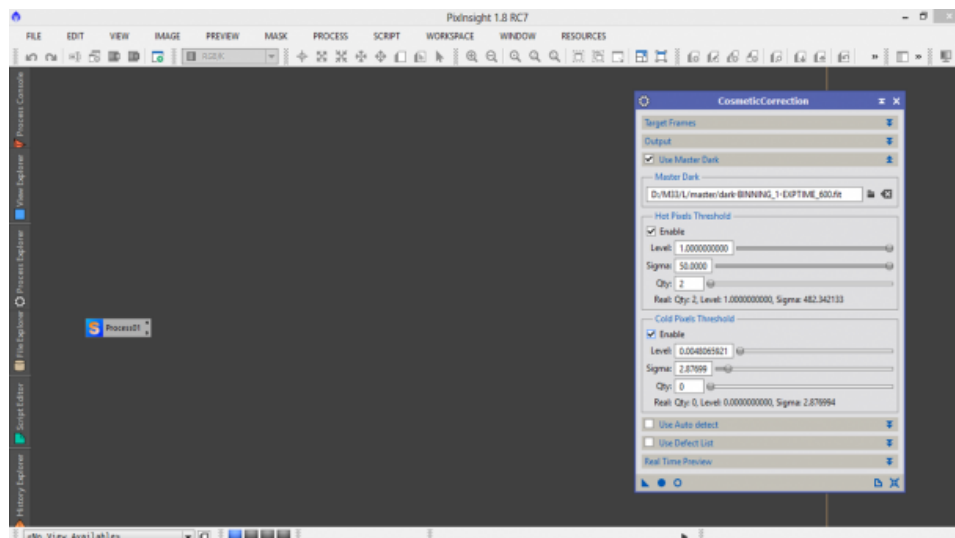 PixInsight 1.8 RC7
FILE EDIT VIEW IMAGE PREVIEW MASK PROCESS SCRIPT WORKSPACE WINDOW RESOURCES
RGB/K
Process Console
View Explorer
Process Explorer
File Explorer
Script Editor
History Explorer
Process01
CosmeticCorrection
Target Frames
Output
Use Master Dark
Master Dark
D:/M33/L/master/dark-BINNING_1-EXPTIME_600.fit
Hot Pixels Threshold
Enable
Level: 1.0000000000
Sigma: 50.0000
Qty: 2
Real: Qty: 2, Level: 1.0000000000, Sigma: 482.342133
Cold Pixels Threshold
Enable
Level: 0.0048065821
Sigma: 2.87699
Qty: 0
Real: Qty: 0, Level: 0.0000000000, Sigma: 2.876994
Use Auto detect
Use Defect List
Real Time Preview
<No View Available>